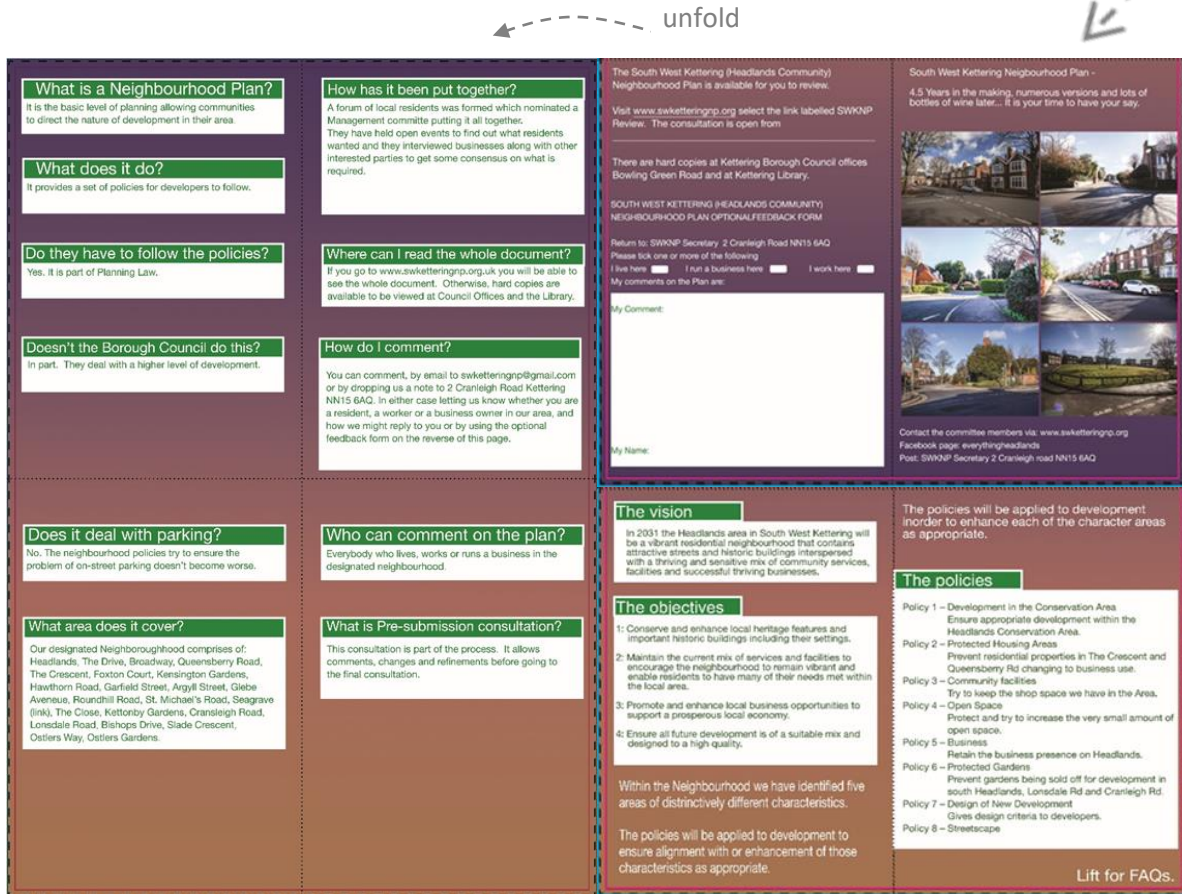 unfold
What is a Neighbourhood Plan?
It is the basic level of planning allowing communities
to direct the nature of development in their area.
What does it do?
It provides a set of policies for developers to follow.
Do they have to follow the policies?
Yes. It is part of Planning Law.
Doesn't the Borough Council do this?
In part. They deal with a higher level of development.
How has it been put together?
A forum of local residents was formed which nominated a
Management committe putting it all together.
They have held open events to find out what residents
wanted and they interviewed businesses along with other
interested parties to get some consensus on what is
required.
Where can I read the whole document?
If you go to www.swketteringnp.org.uk you will be able to
see the whole document. Otherwise, hard copies are
available to be viewed at Council Offices and the Library.
How do I comment?
You can comment, by email to swketteringnp@gmail.com
or by dropping us a note to 2 Cranleigh Road Kettering
NN15 6AQ. In either case letting us know whether you are
a resident, a worker or a business owner in our area, and
how we might reply to you or by using the optional
feedback form on the reverse of this page.
Does it deal with parking?
No. The neighbourhood policies try to ensure the
problem of on-street parking doesn't become worse.
What area does it cover?
Our designated Neighboroughhood comprises of:
Headlands, The Drive, Broadway, Queensberry Road,
The Crescent, Foxton Court, Kensington Gardens,
Hawthorn Road, Garfield Street, Argyll Street, Glebe
Aveneue, Roundhill Road, St. Michael's Road, Seagrave
(link), The Close, Kettonby Gardens, Cransleigh Road,
Lonsdale Road, Bishops Drive, Slade Crescent,
Ostlers Way, Ostlers Gardens.
Who can comment on the plan?
Everybody who lives, works or runs a business in the
designated neighbourhood.
What is Pre-submission consultation?
This consultation is part of the process. It allows
comments, changes and refinements before going to
the final consultation.
The South West Kettering (Headlands Community)
Neighbourhood Plan is available for you to review.
Visit www.swketteringnp.org select the link labelled SWKNP
Review. The consultation is open from
There are hard copies at Kettering Borough Council offices
Bowling Green Road and at Kettering Library.
SOUTH WEST KETTERING (HEADLANDS COMMUNITY)
NEIGHBOURHOOD PLAN OPTIONALFEEDBACK FORM
Return to: SWKNP Secretary 2 Cranleigh Road NN15 6AQ
Please tick one or more of the following
I live here I run a business here I work here
My comments on the Plan are:
My Comment:
My Name:
South West Kettering Neigbourhood Plan -
4.5 Years in the making, numerous versions and lots of
bottles of wine later... It is your time to have your say.
Contact the committee members via: www.swketteringnp.org
Facebook page: everythingheadlands
Post: SWKNP Secretary 2 Cranleigh road NN15 6AQ
The vision
In 2031 the Headlands area in South West Kettering will
be a vibrant residential neighbourhood that contains
attractive streets and historic buildings interspersed
with a thriving and sensitive mix of community services,
facilities and successful thriving businesses.
The objectives
1: Conserve and enhance local heritage features and
important historic buildings including their settings.
2: Maintain the current mix of services and facilities to
encourage the neighbourhood to remain vibrant and
enable residents to have many of their needs met within
the local area.
3: Promote and enhance local business opportunities to
support a prosperous local economy.
4: Ensure all future development is of a suitable mix and
designed to a high quality.
Within the Neighbourhood we have identified five
areas of distrinctively different characteristics.
The policies will be applied to development to
ensure alignment with or enhancement of those
characteristics as appropriate.
The policies will be applied to development
inorder to enhance each of the character areas
as appropriate.
The policies
Policy 1 – Development in the Conservation Area
Ensure appropriate development within the
Headlands Conservation Area.
Policy 2 – Protected Housing Areas
Prevent residential properties in The Crescent and
Queensberry Rd changing to business use.
Policy 3 – Community facilities
Try to keep the shop space we have in the Area.
Policy 4 – Open Space
Protect and try to increase the very small amount of
open space.
Policy 5 – Business
Retain the business presence on Headlands.
Policy 6 – Protected Gardens
Prevent gardens being sold off for development in
south Headlands, Lonsdale Rd and Cranleigh Rd.
Policy 7 – Design of New Development
Gives design criteria to developers.
Policy 8 – Streetscape
Lift for FAQs.